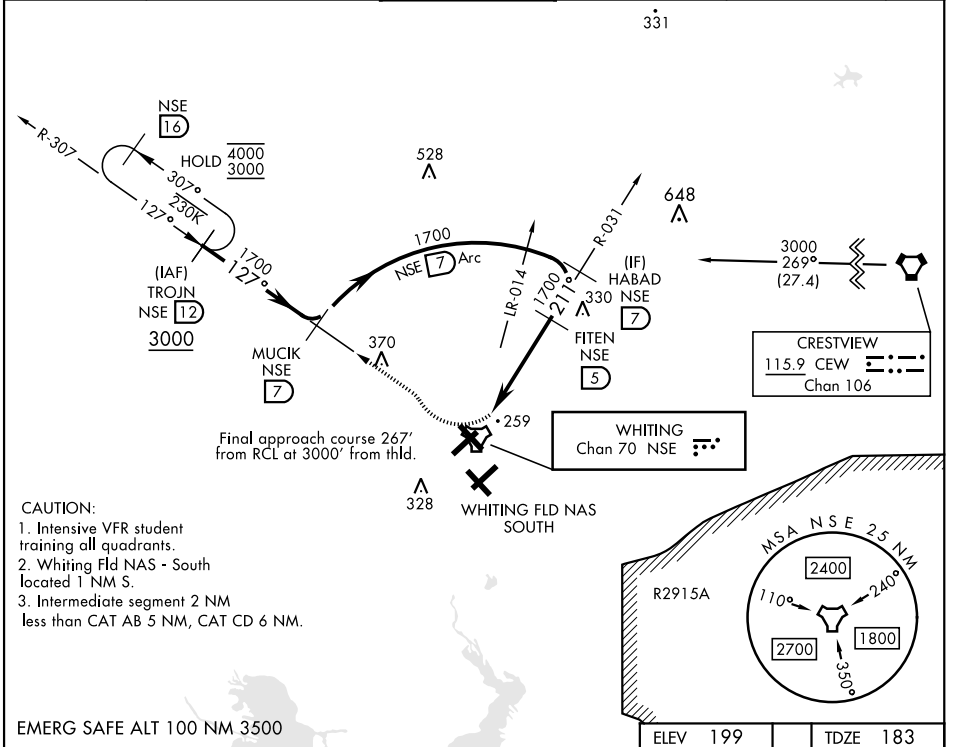 331
NSE
16
R-307
HOLD 4000
3000
307°
230K
127°
528
648
1700
127°
(IAF)
TROJN
NSE 12
3000
1700
NSE 7 Arc
LR-014
R-031
1700
211°
(IF)
HABAD
NSE
7
330
3000
269°
(27.4)
MUCIK
NSE
7
370
FITEN
NSE
5
CRESTVIEW
115.9 CEW
Chan 106
259
WHITING
Chan 70 NSE
Final approach course 267'
from RCL at 3000' from thld.
328
WHITING FLD NAS
SOUTH
CAUTION:
1. Intensive VFR student
training all quadrants.
2. Whiting Fld NAS - South
located 1 NM S.
3. Intermediate segment 2 NM
less than CAT AB 5 NM, CAT CD 6 NM.
R2915A
MSA NSE 25 NM
2400
110°
240°
2700
1800
350°
EMERG SAFE ALT 100 NM 3500
ELEV 199
TDZE 183